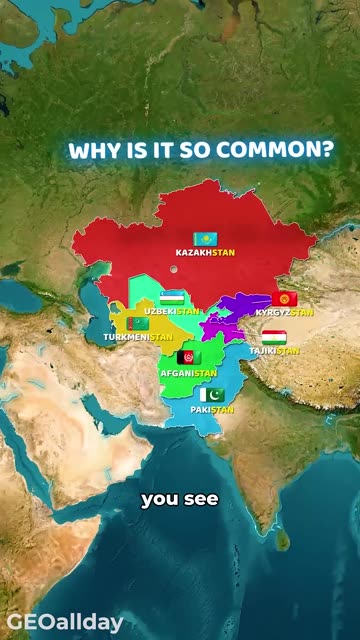 WHY IS IT SO COMMON?
KAZAKHSTAN
UZBEKISTAN
KYRGYZSTAN
TURKMENISTAN
TAJIKISTAN
AFGANISTAN
PAKISTAN
you see
GEOallday